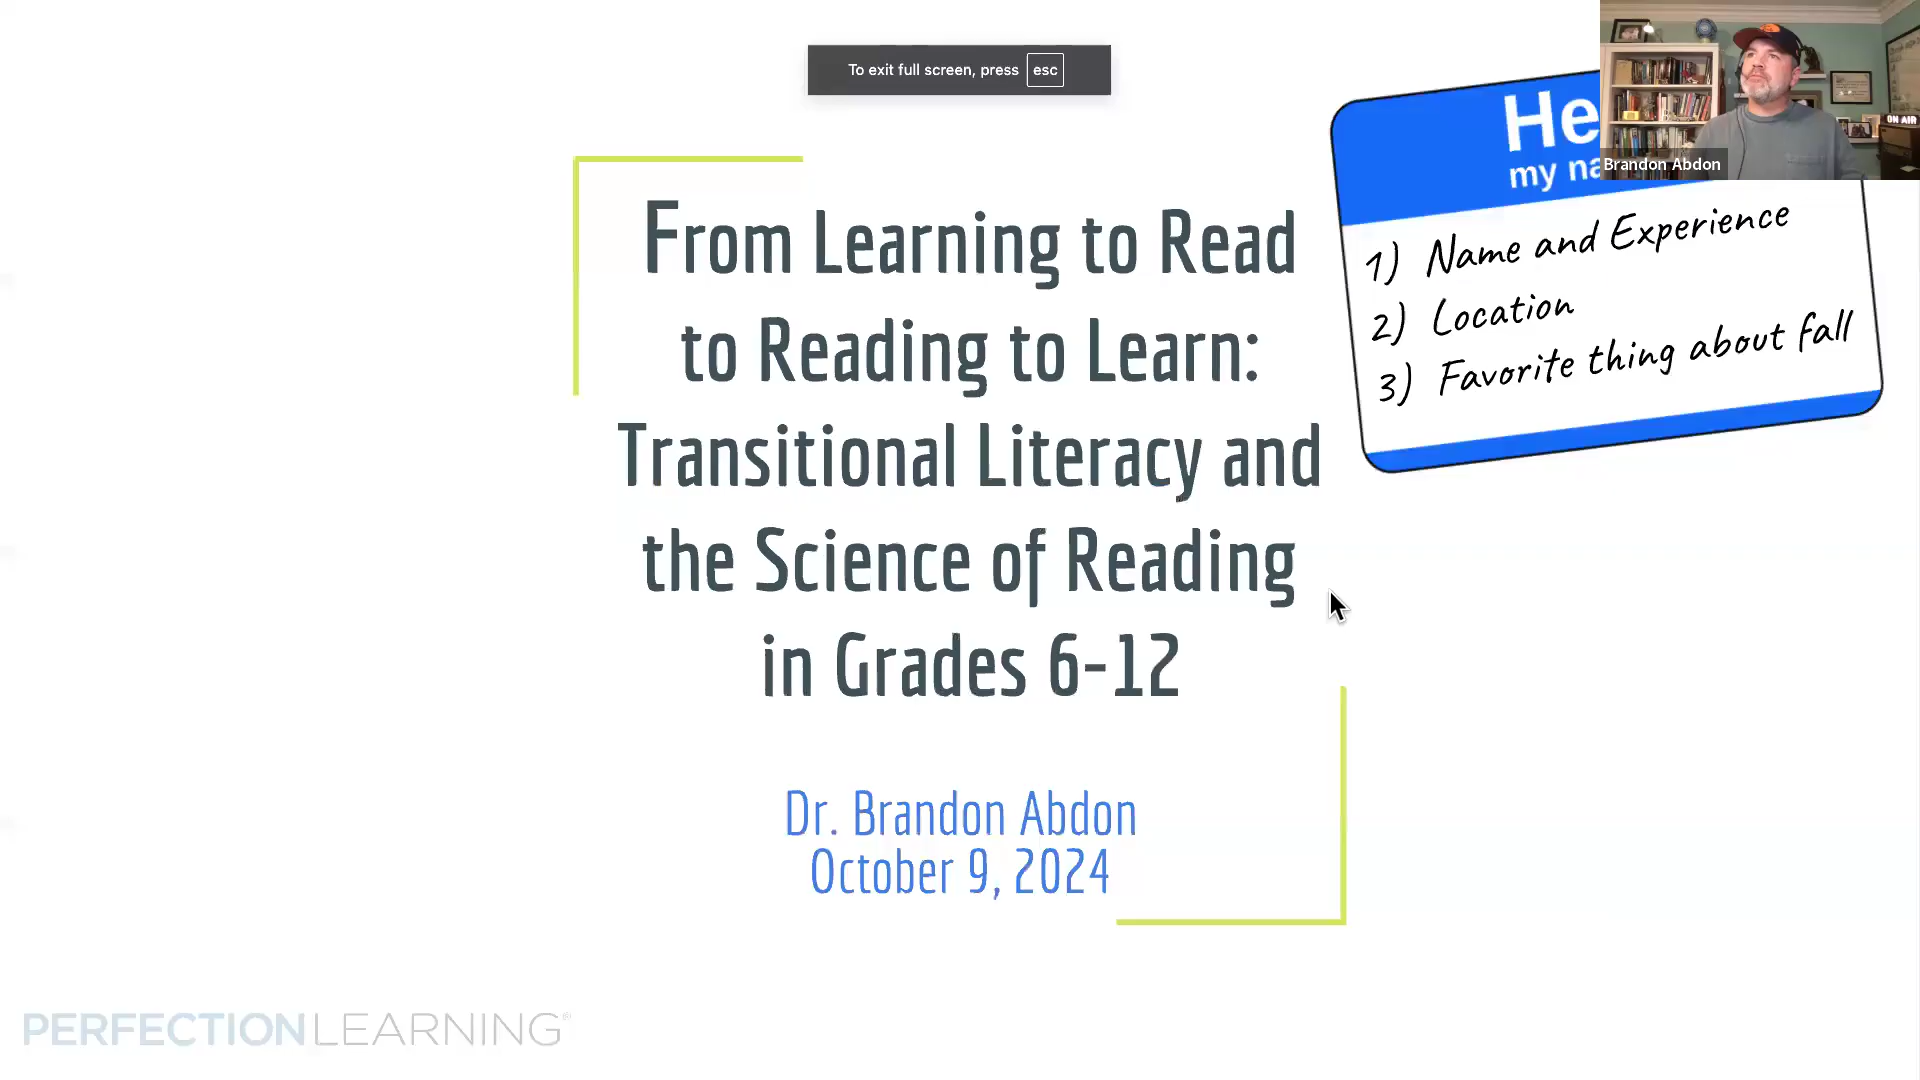 To exit full screen, press esc
He
my na
Brandon Abdon
ON AIR
From Learning to Read
to Reading to Learn:
Transitional Literacy and
the Science of Reading
in Grades 6-12
1) Name and Experience
2) Location
3) Favorite thing about fall
Dr. Brandon Abdon
October 9, 2024
PERFECTION LEARNING®